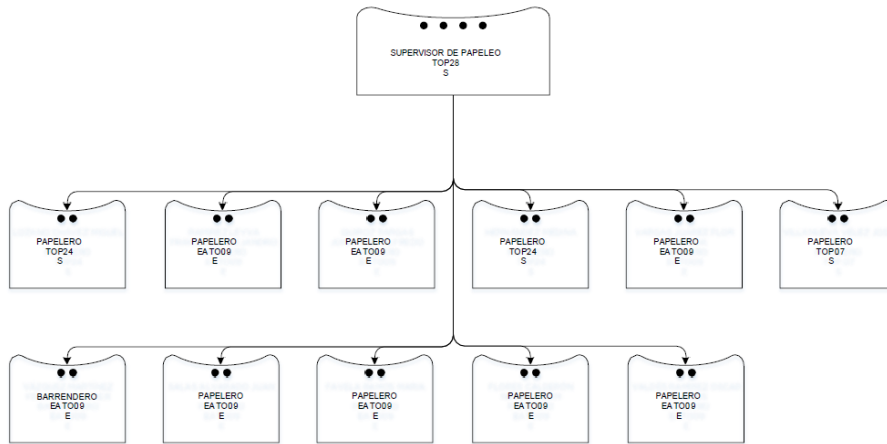 SUPERVISOR DE PAPELEO
TOP28
S
PAPELERO
TOP24
S
PAPELERO
EATO09
E
PAPELERO
EATO09
E
PAPELERO
TOP24
S
PAPELERO
EATO09
E
PAPELERO
TOP07
S
BARRENDERO
EATO09
E
PAPELERO
EATO09
E
PAPELERO
EATO09
E
PAPELERO
EATO09
E
PAPELERO
EATO09
E